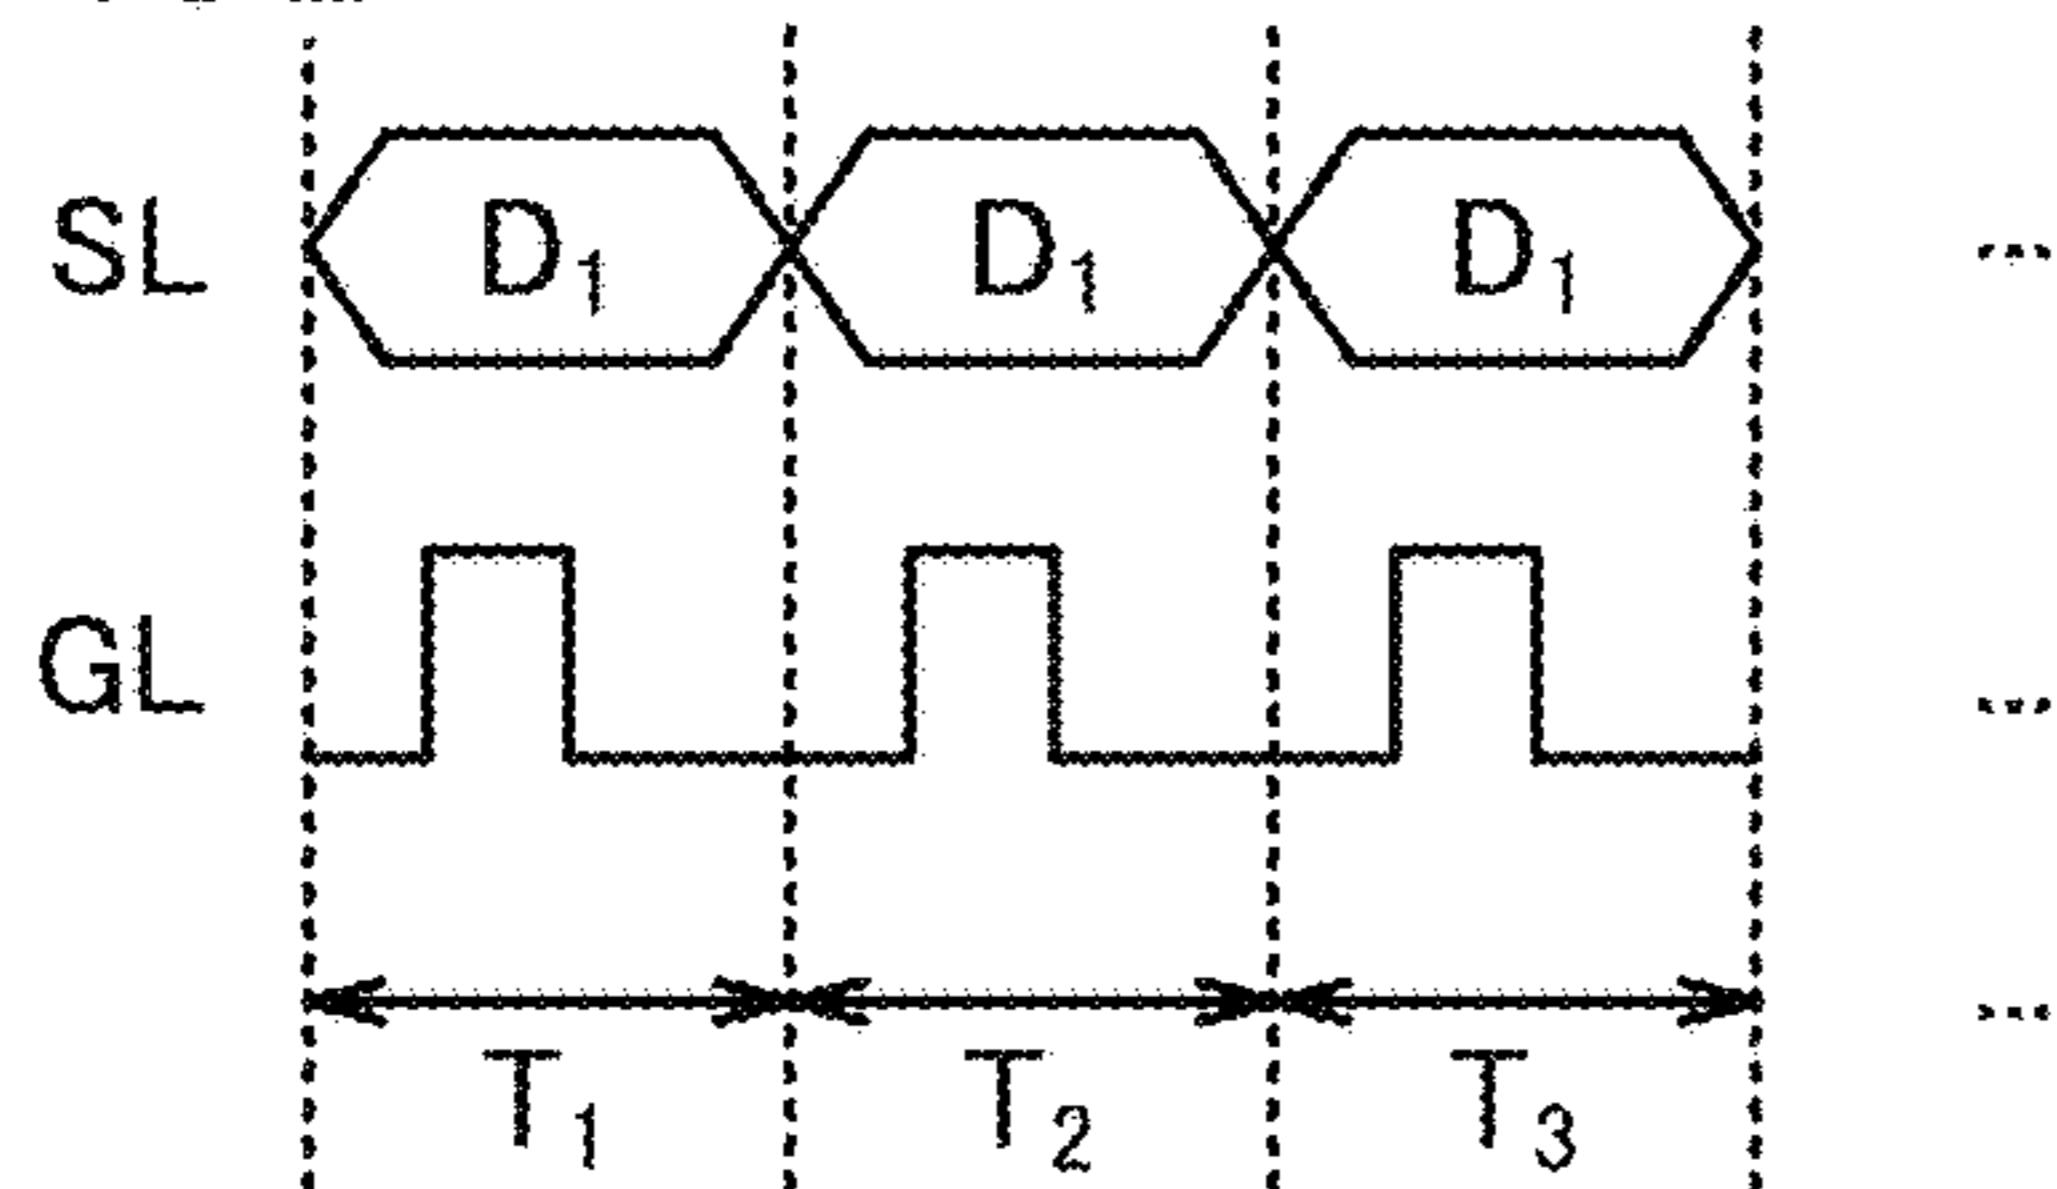 SL D₁ D₁ D₁ ...
GL ...
T₁ T₂ T₃ ...